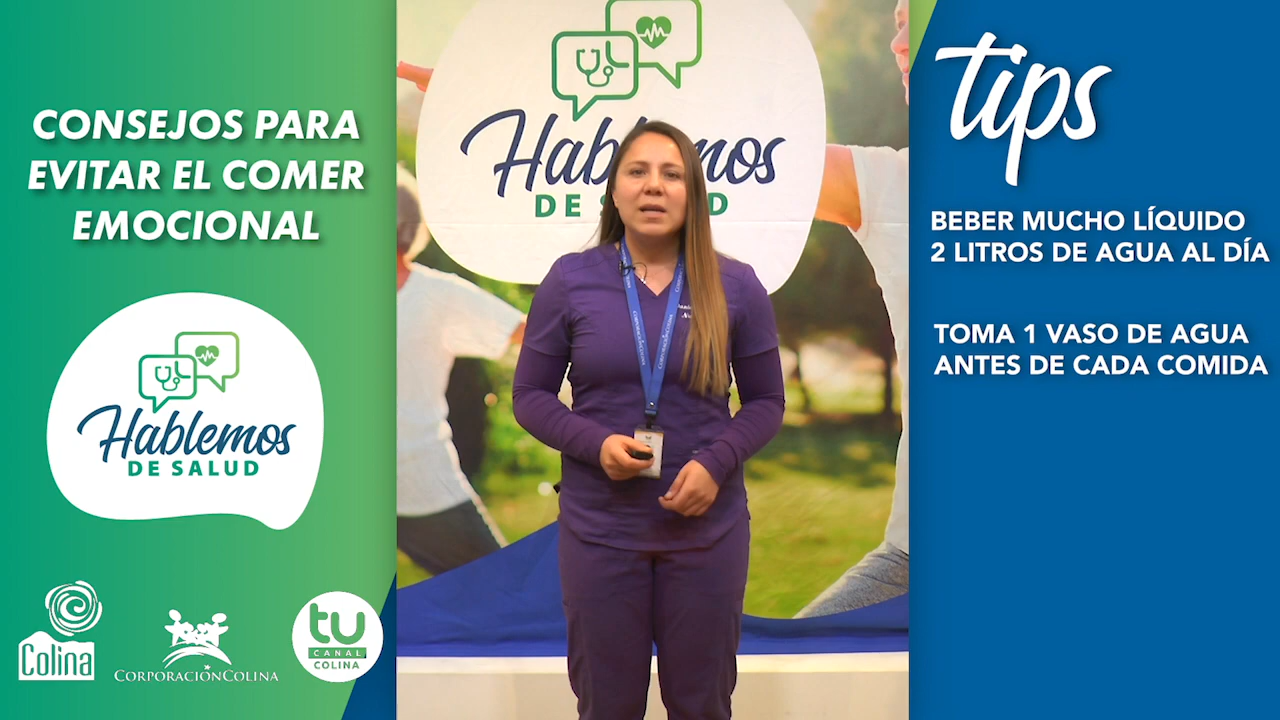 CONSEJOS PARA
EVITAR EL COMER
EMOCIONAL
Hablemos
DE SALUD
Colina
CORPORACIÓNCOLINA
tu
CANAL
COLINA
Hablemos
DE S D
CORPORACIÓNCOLINA
tips
BEBER MUCHO LÍQUIDO
2 LITROS DE AGUA AL DÍA
TOMA 1 VASO DE AGUA
ANTES DE CADA COMIDA